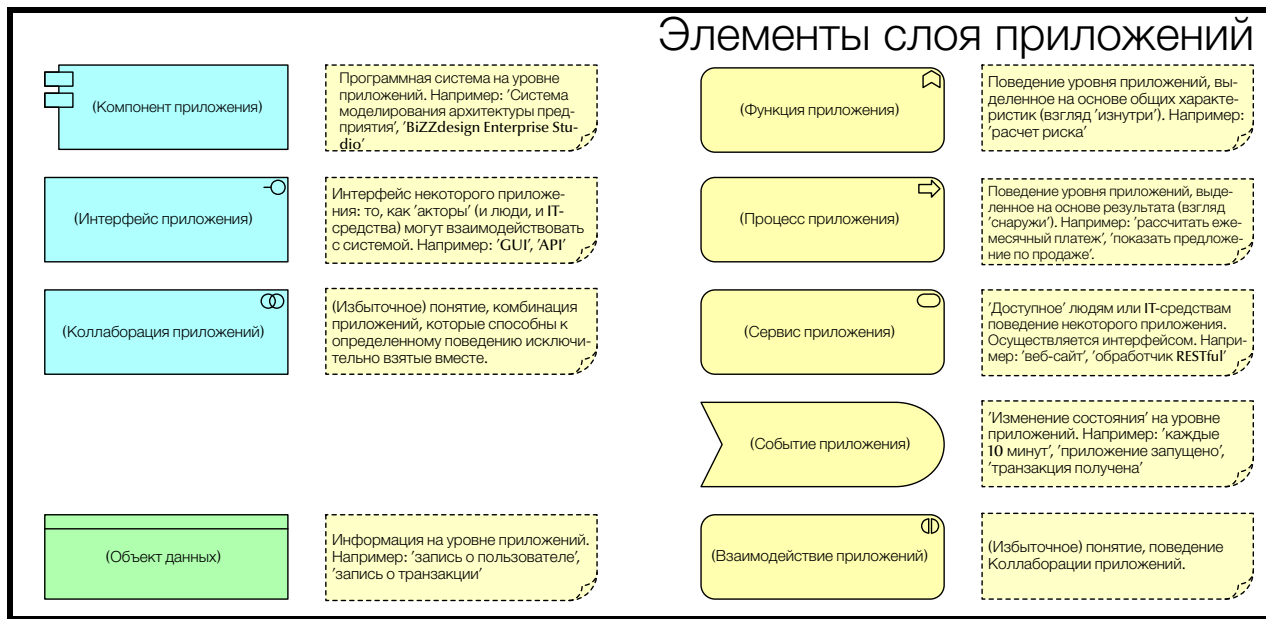 Элементы слоя приложений
(Компонент приложения)
Программная система на уровне
приложений. Например: 'Система
моделирования архитектуры пред-
приятия', 'BiZZdesign Enterprise Stu-
dio'
(Функция приложения)
Поведение уровня приложений, вы-
деленное на основе общих характе-
ристик (взгляд 'изнутри'). Например:
'расчет риска'
(Интерфейс приложения)
Интерфейс некоторого приложе-
ния: то, как 'акторы' (и люди, и IT-
средства) могут взаимодействовать
с системой. Например: 'GUI', 'API'
(Процесс приложения)
Поведение уровня приложений, выде-
ленное на основе результата (взгляд
'снаружи'). Например: 'рассчитать еже-
месячный платеж', 'показать предложе-
ние по продаже'.
(Коллаборация приложений)
(Избыточное) понятие, комбинация
приложений, которые способны к
определенному поведению исключи-
тельно взятые вместе.
(Сервис приложения)
'Доступное' людям или IT-средствам
поведение некоторого приложения.
Осуществляется интерфейсом. Напри-
мер: 'веб-сайт', 'обработчик RESTful'
(Событие приложения)
'Изменение состояния' на уровне
приложений. Например: 'каждые
10 минут', 'приложение запущено',
'транзакция получена'
(Объект данных)
Информация на уровне приложений.
Например: 'запись о пользователе',
'запись о транзакции'
(Взаимодействие приложений)
(Избыточное) понятие, поведение
Коллаборации приложений.